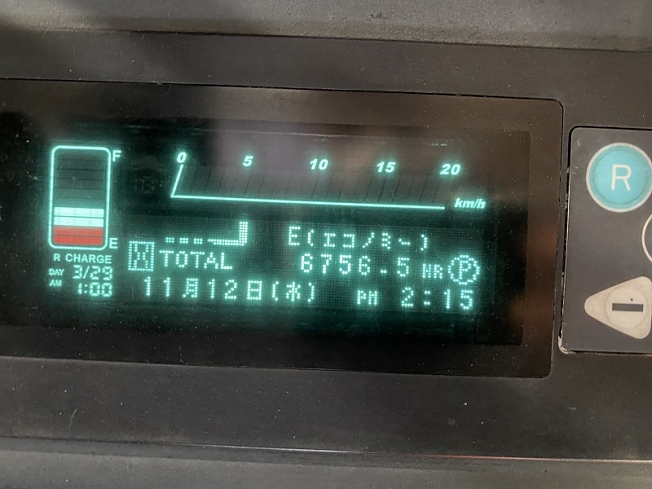 F
0 5 10 15 20
km/h
E
R CHARGE
DAY 3/29
AM 1:00
E(エコノミー)
TOTAL 6756.5 HR P
11月12日(水) PM 2:15
R